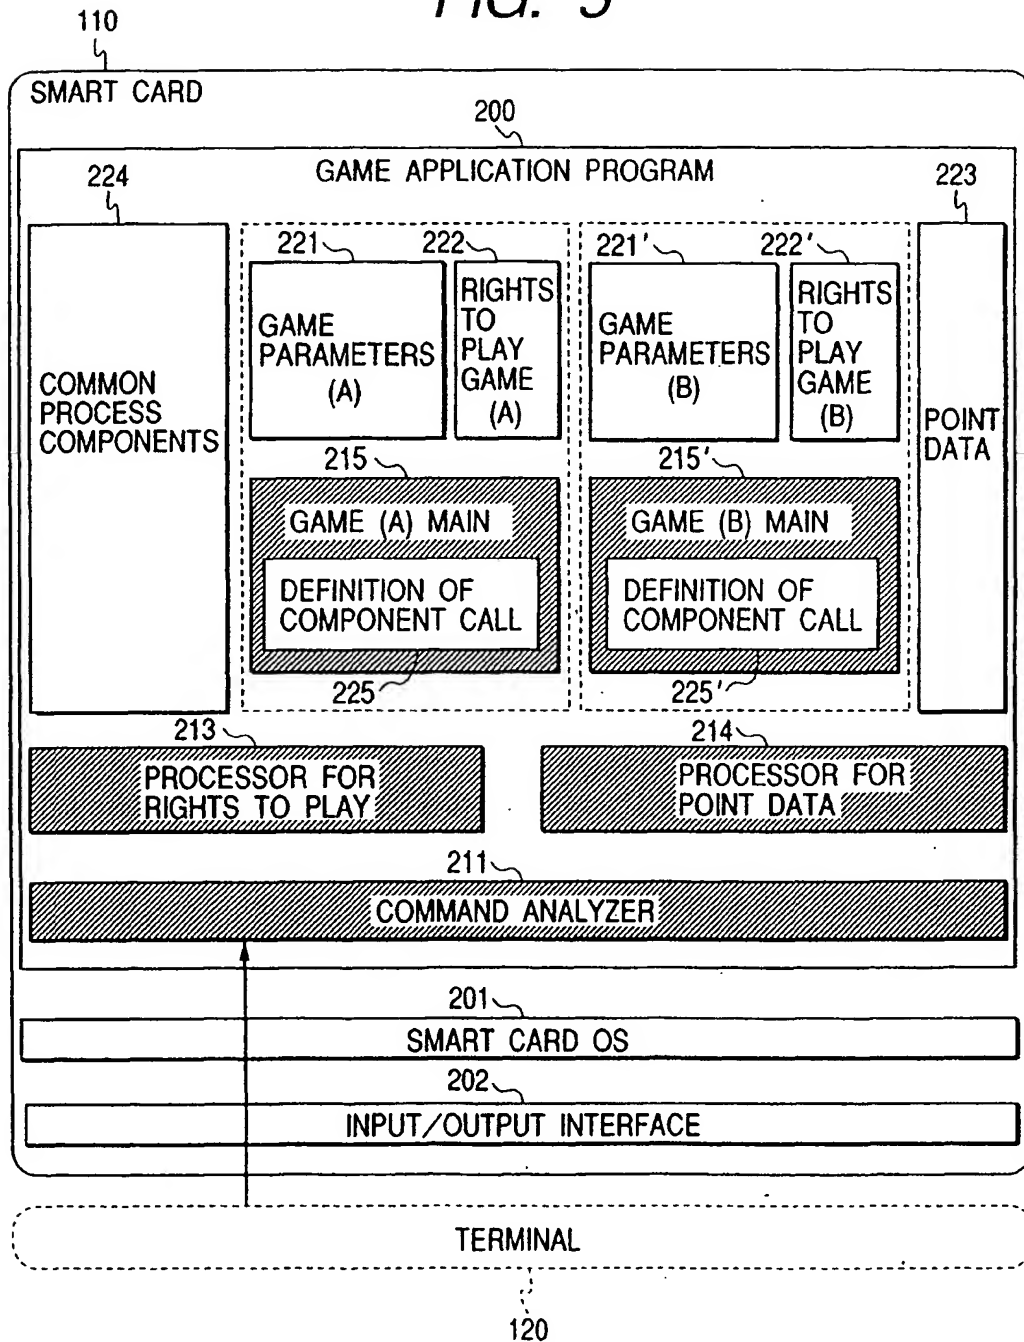 FIG. 5
110
SMART CARD
200
GAME APPLICATION PROGRAM
224
223
221
222
221'
222'
COMMON
PROCESS
COMPONENTS
GAME
PARAMETERS
(A)
RIGHTS
TO
PLAY
GAME
(A)
GAME
PARAMETERS
(B)
RIGHTS
TO
PLAY
GAME
(B)
POINT
DATA
215
215'
GAME (A) MAIN
GAME (B) MAIN
DEFINITION OF
COMPONENT CALL
DEFINITION OF
COMPONENT CALL
225
225'
213
214
PROCESSOR FOR
RIGHTS TO PLAY
PROCESSOR FOR
POINT DATA
211
COMMAND ANALYZER
201
SMART CARD OS
202
INPUT/OUTPUT INTERFACE
TERMINAL
120